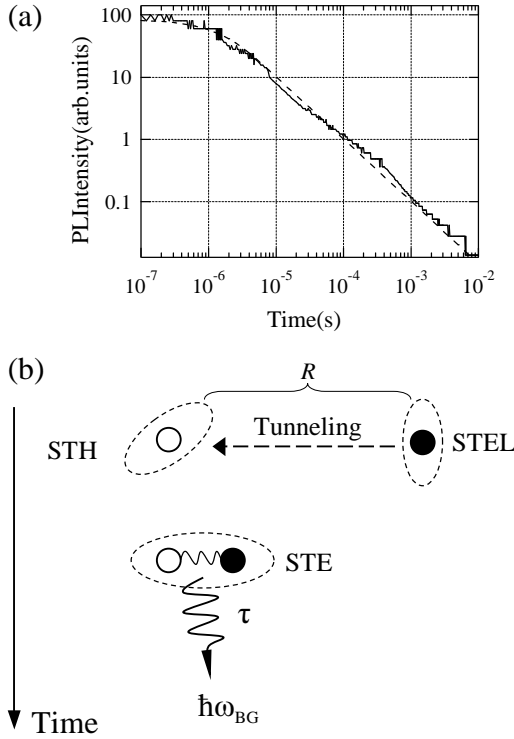 (a)
PLIntensity(arb.units)
100
10
1
0.1
10⁻⁷ 10⁻⁶ 10⁻⁵ 10⁻⁴ 10⁻³ 10⁻²
Time(s)
(b)
R
STH Tunneling STEL
STE
τ
ħω_BG
Time